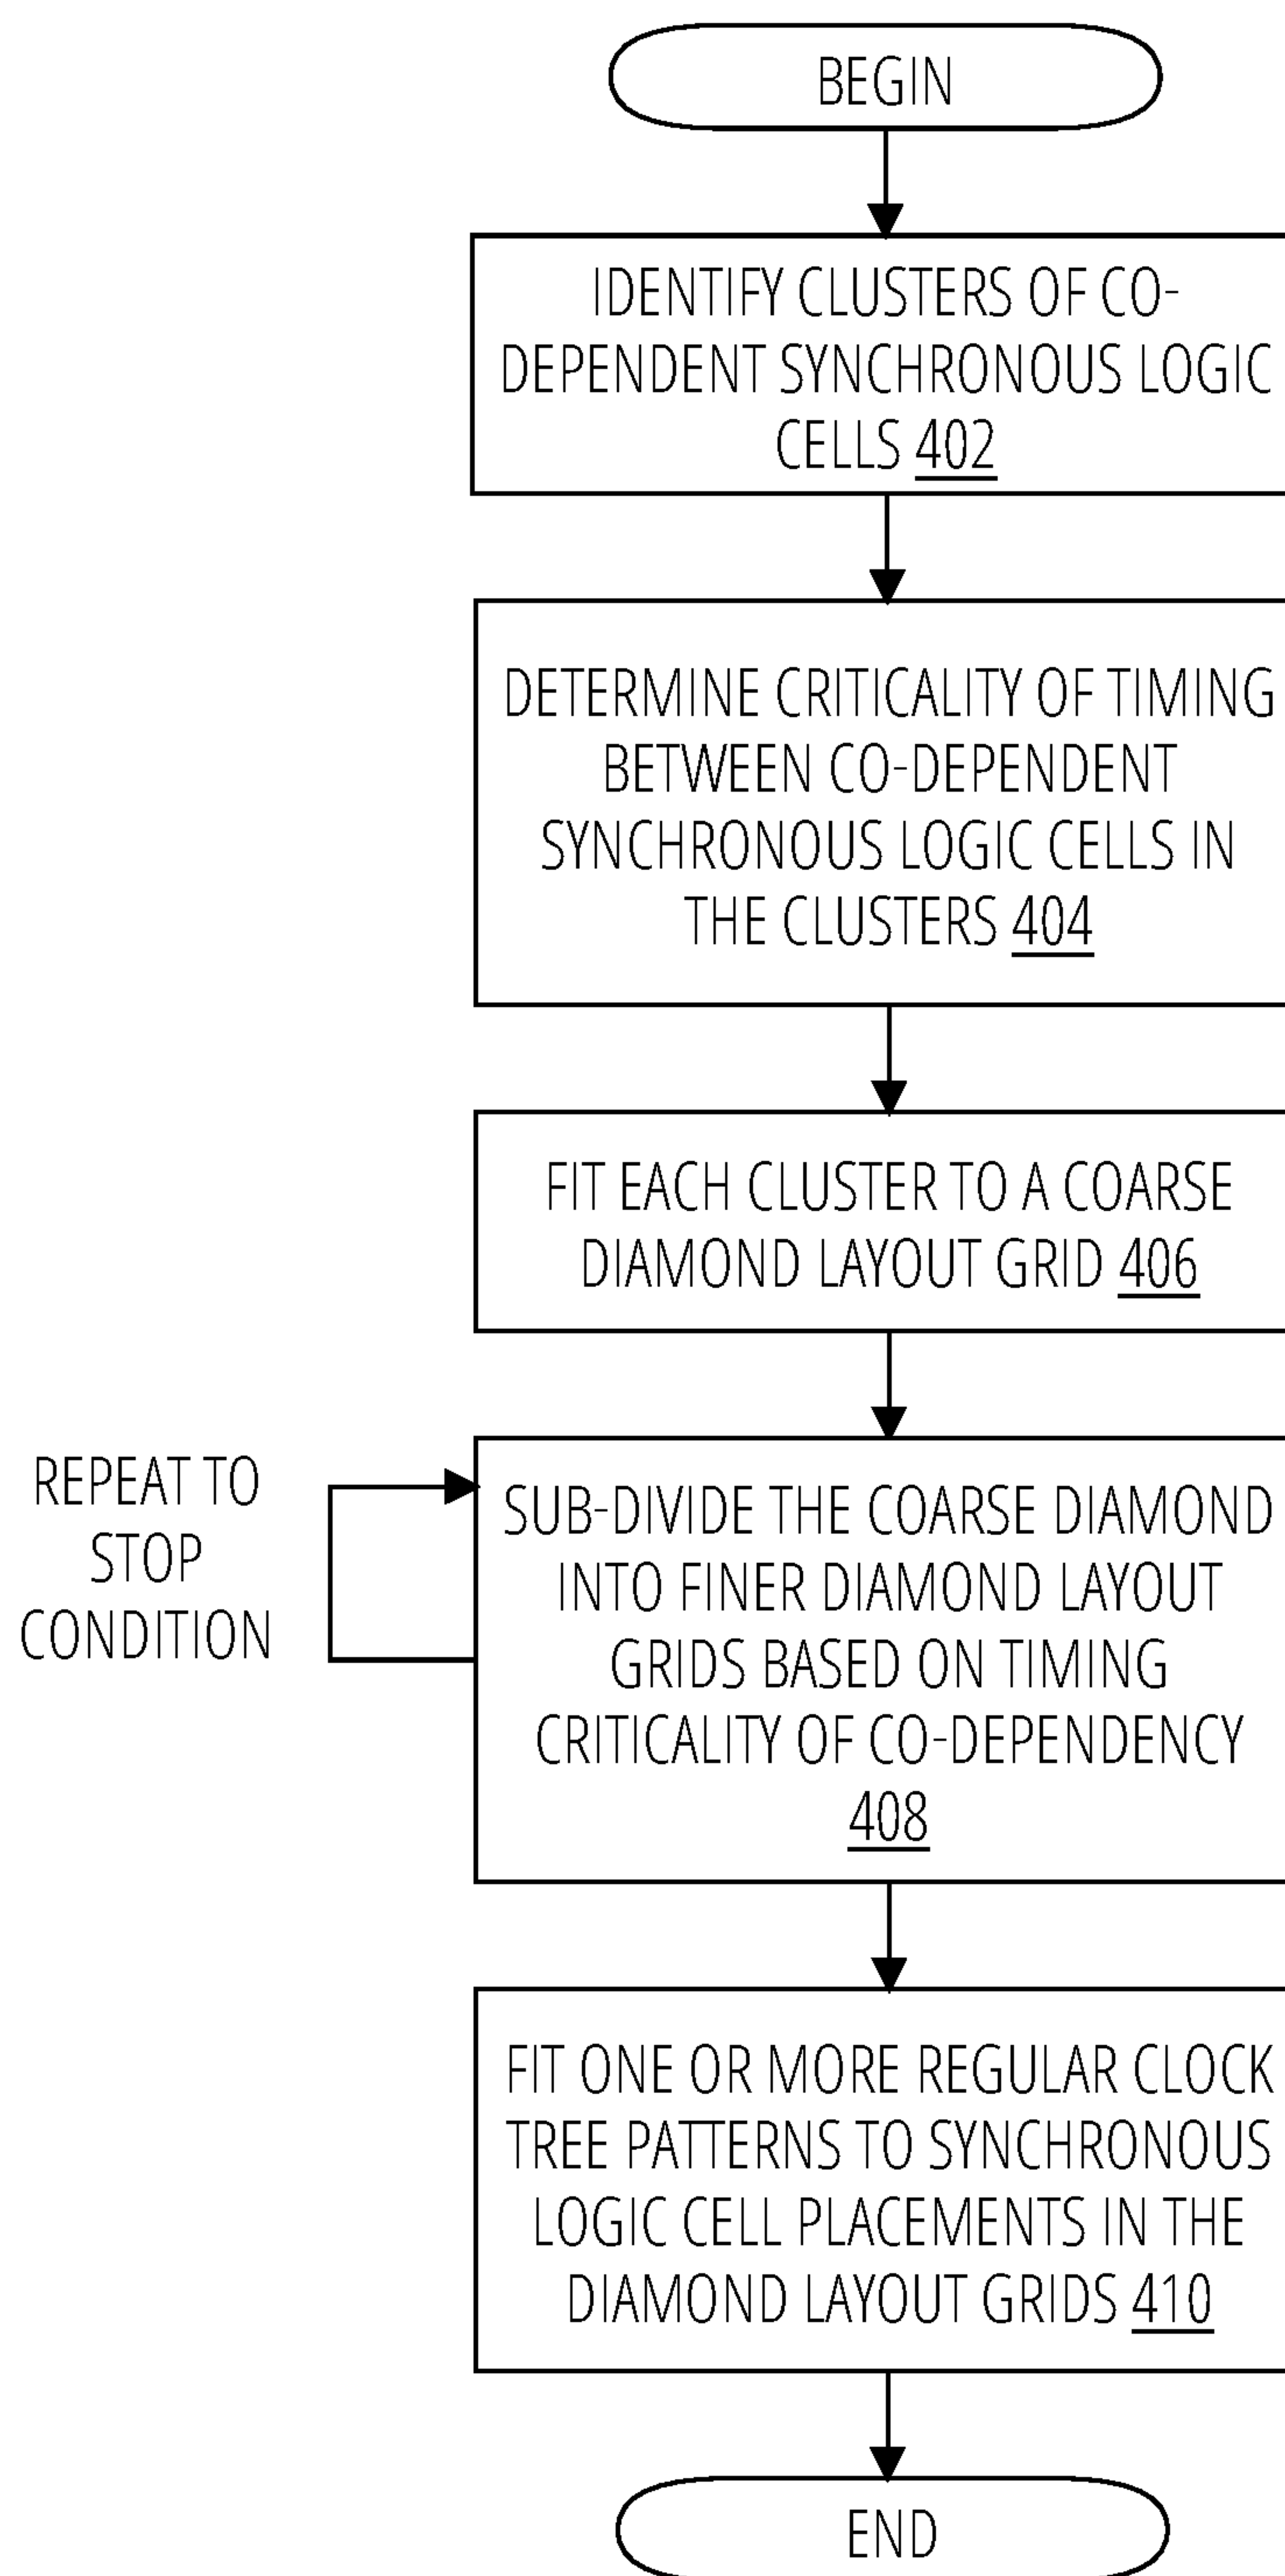 BEGIN
IDENTIFY CLUSTERS OF CO-
DEPENDENT SYNCHRONOUS LOGIC
CELLS 402
DETERMINE CRITICALITY OF TIMING
BETWEEN CO-DEPENDENT
SYNCHRONOUS LOGIC CELLS IN
THE CLUSTERS 404
FIT EACH CLUSTER TO A COARSE
DIAMOND LAYOUT GRID 406
REPEAT TO
STOP
CONDITION
SUB-DIVIDE THE COARSE DIAMOND
INTO FINER DIAMOND LAYOUT
GRIDS BASED ON TIMING
CRITICALITY OF CO-DEPENDENCY
408
FIT ONE OR MORE REGULAR CLOCK
TREE PATTERNS TO SYNCHRONOUS
LOGIC CELL PLACEMENTS IN THE
DIAMOND LAYOUT GRIDS 410
END